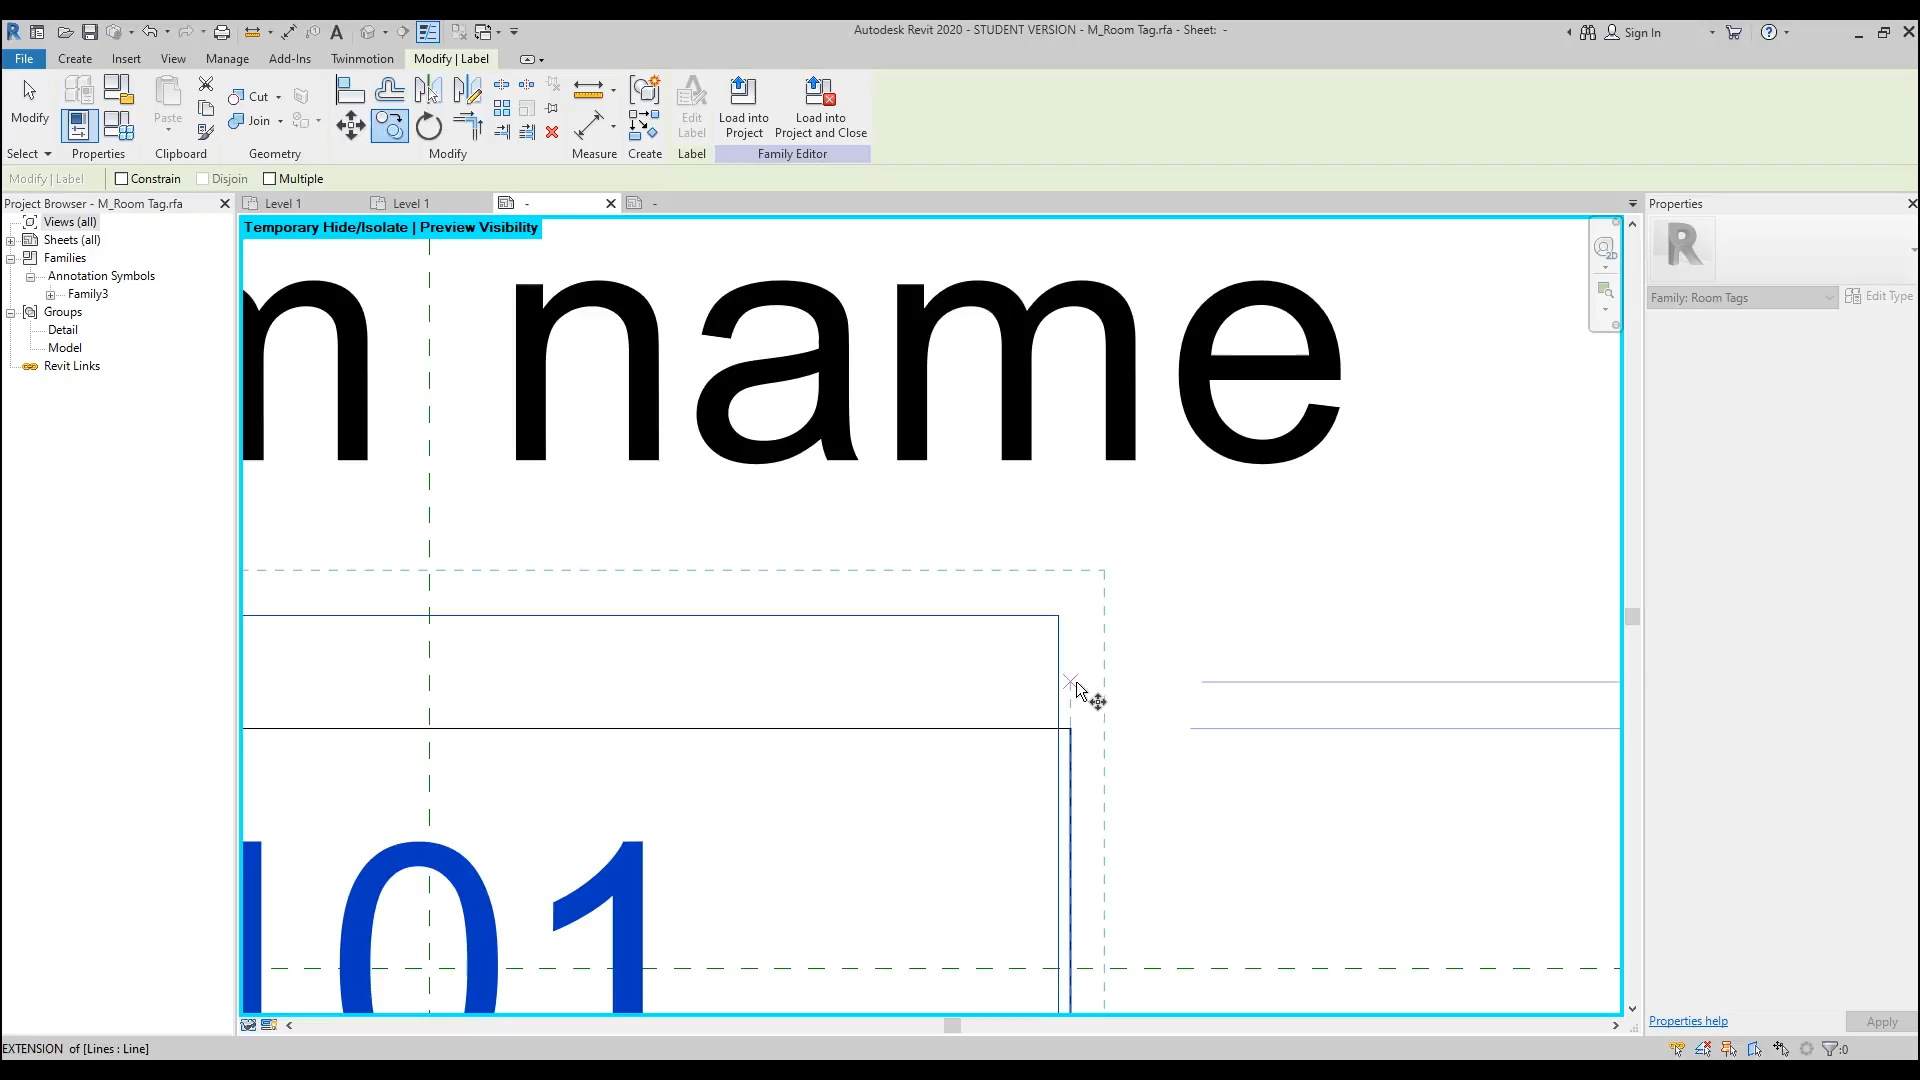 Autodesk Revit 2020 - STUDENT VERSION - M_Room Tag.rfa - Sheet: -
Sign In
File
Create
Insert
View
Manage
Add-Ins
Twinmotion
Modify | Label
Modify
Paste
Cut
Join
Edit
Label
Load into
Project
Load into
Project and Close
Select
Properties
Clipboard
Geometry
Modify
Measure
Create
Label
Family Editor
Modify | Label
Constrain
Disjoin
Multiple
Project Browser - M_Room Tag.rfa
Level 1
Level 1
-
-
Properties
Views (all)
Sheets (all)
Families
Annotation Symbols
Family3
Groups
Detail
Model
Revit Links
Temporary Hide/Isolate | Preview Visibility
2D
R
Family: Room Tags
Edit Type
m name
101
Properties help
Apply
EXTENSION of [Lines : Line]
:0